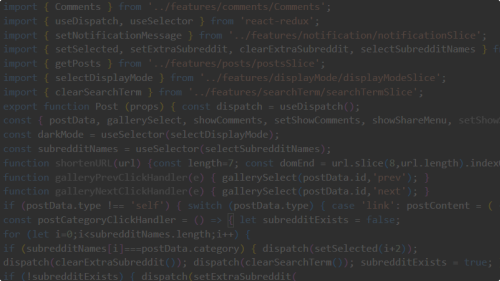 import { Comments } from '../features/comments/Comments';
import { useDispatch, useSelector } from 'react-redux';
import { setNotificationMessage } from '../features/notification/notificationSlice';
import { setSelected, setExtraSubreddit, clearExtraSubreddit, selectSubredditNames } f
import { getPosts } from '../features/posts/postsSlice';
import { selectDisplayMode } from '../features/displayMode/displayModeSlice';
import { clearSearchTerm } from '../features/searchTerm/searchTermSlice';
export function Post (props) { const dispatch = useDispatch();
const { postData, gallerySelect, showComments, setShowComments, showShareMenu, setShow
const darkMode = useSelector(selectDisplayMode);
const subredditNames = useSelector(selectSubredditNames);
function shortenURL(url) {const length=7; const domEnd = url.slice(8,url.length).index
function galleryPrevClickHandler(e) { gallerySelect(postData.id,'prev'); }
function galleryNextClickHandler(e) { gallerySelect(postData.id,'next'); }
if (postData.type !== 'self') { switch (postData.type) { case 'link': postContent = (
const postCategoryClickHandler = () => { let subredditExists = false;
for (let i=0;i<subredditNames.length;i++) {
if (subredditNames[i]===postData.category) { dispatch(setSelected(i+2));
dispatch(clearExtraSubreddit()); dispatch(clearSearchTerm()); subredditExists = true;
if (!subredditExists) { dispatch(setExtraSubreddit(